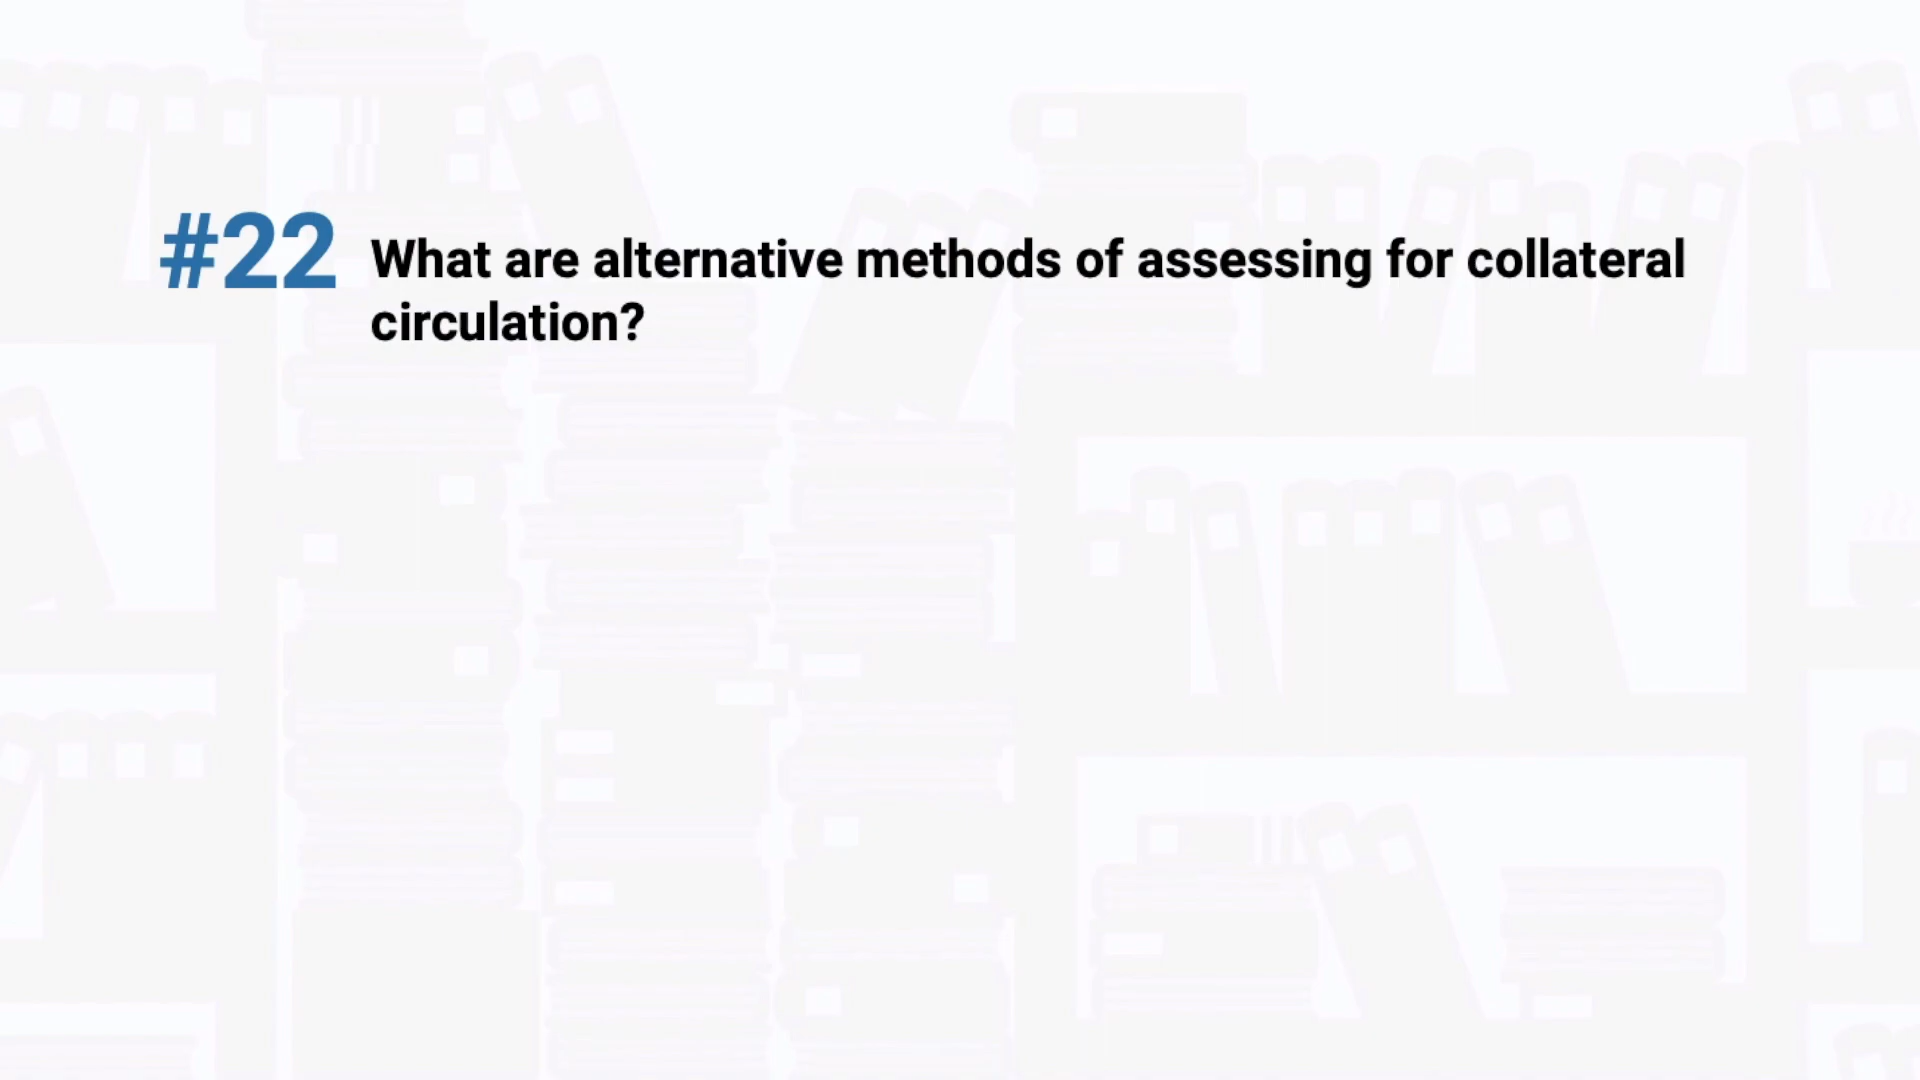 #22 What are alternative methods of assessing for collateral
circulation?